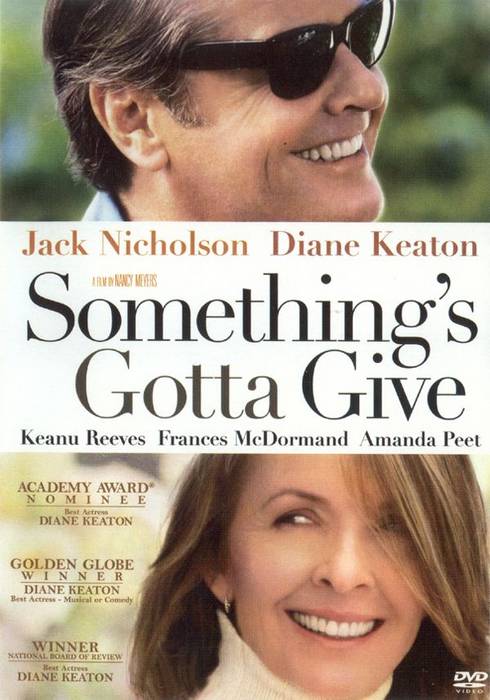 Jack Nicholson Diane Keaton
A FILM BY NANCY MEYERS
Something's
Gotta Give
Keanu Reeves Frances McDormand Amanda Peet
ACADEMY AWARD®
NOMINEE
Best Actress
DIANE KEATON
GOLDEN GLOBE
WINNER
DIANE KEATON
Best Actress - Musical or Comedy
WINNER
NATIONAL BOARD OF REVIEW
Best Actress
DIANE KEATON
DVD
VIDEO